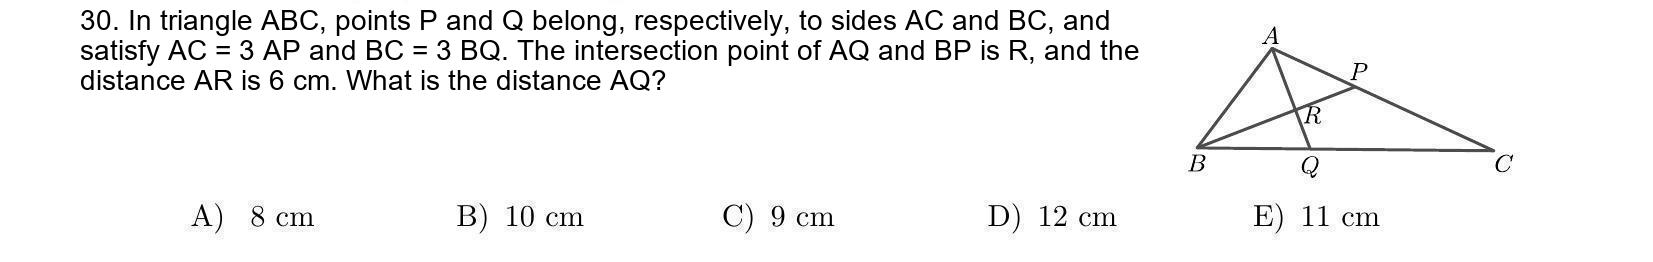 30. In triangle ABC, points P and Q belong, respectively, to sides AC and BC, and
satisfy AC = 3 AP and BC = 3 BQ. The intersection point of AQ and BP is R, and the
distance AR is 6 cm. What is the distance AQ?
A
P
R
B
Q
C
A) 8 cm B) 10 cm C) 9 cm D) 12 cm E) 11 cm